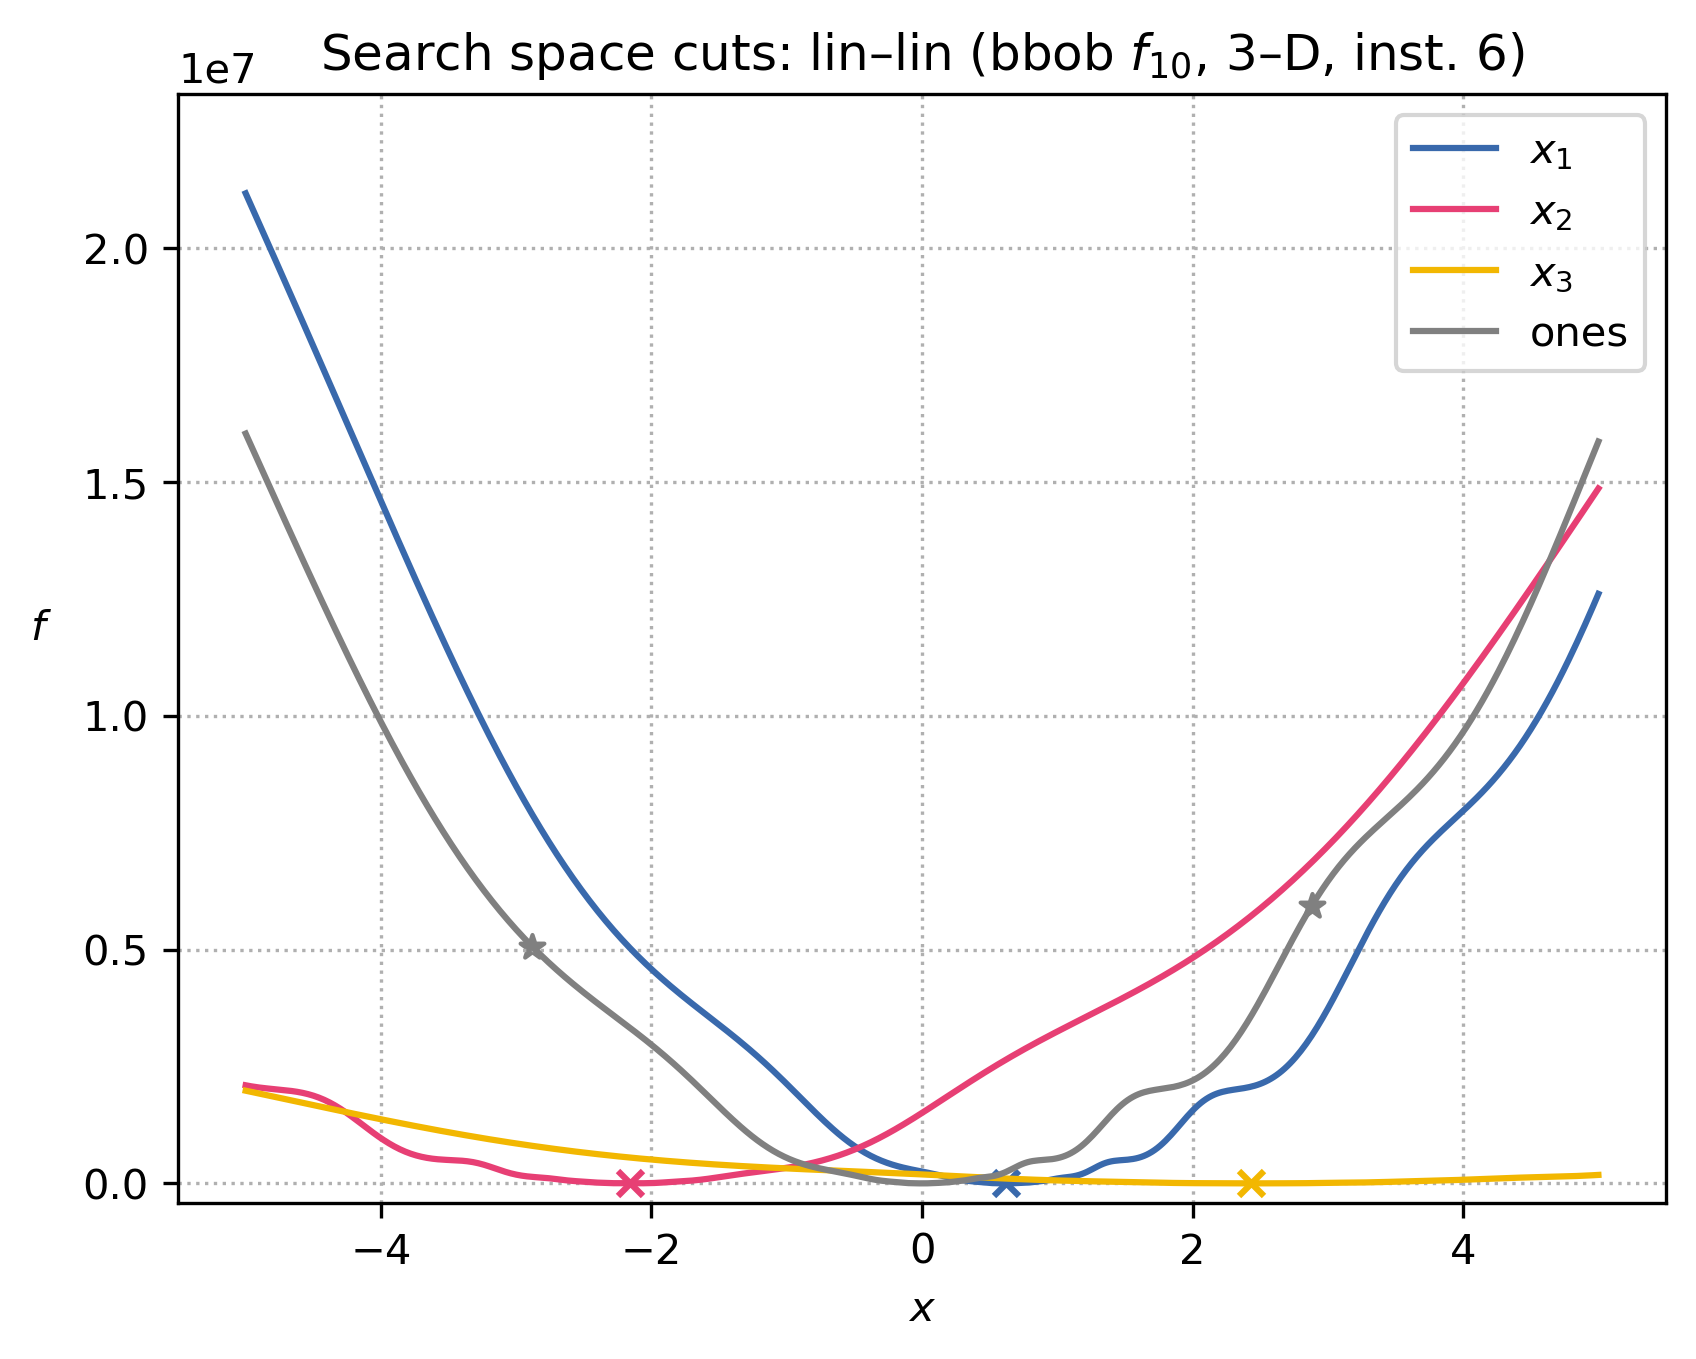 Search space cuts: lin–lin (bbob f₁₀, 3–D, inst. 6)
1e7
x₁
x₂
x₃
ones
2.0
1.5
1.0
0.5
0.0
f
−4 −2 0 2 4
x